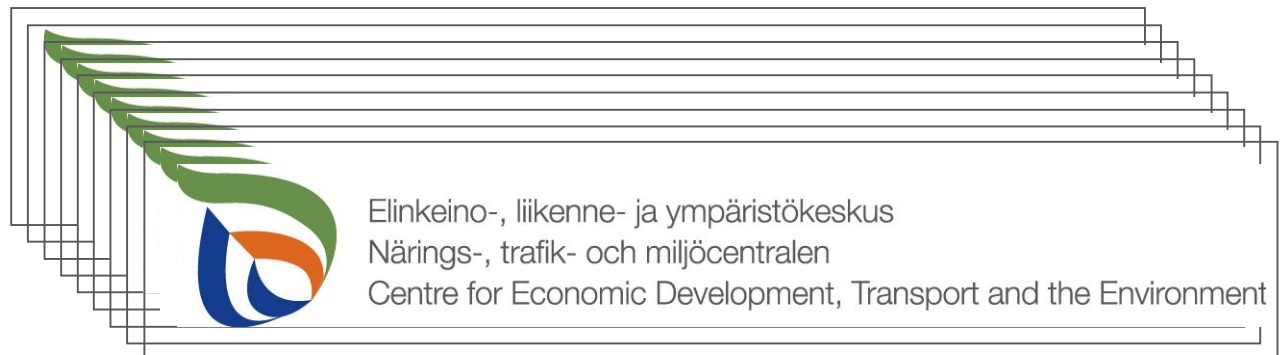 Elinkeino-, liikenne- ja ympäristökeskus
Närings-, trafik- och miljöcentralen
Centre for Economic Development, Transport and the Environment